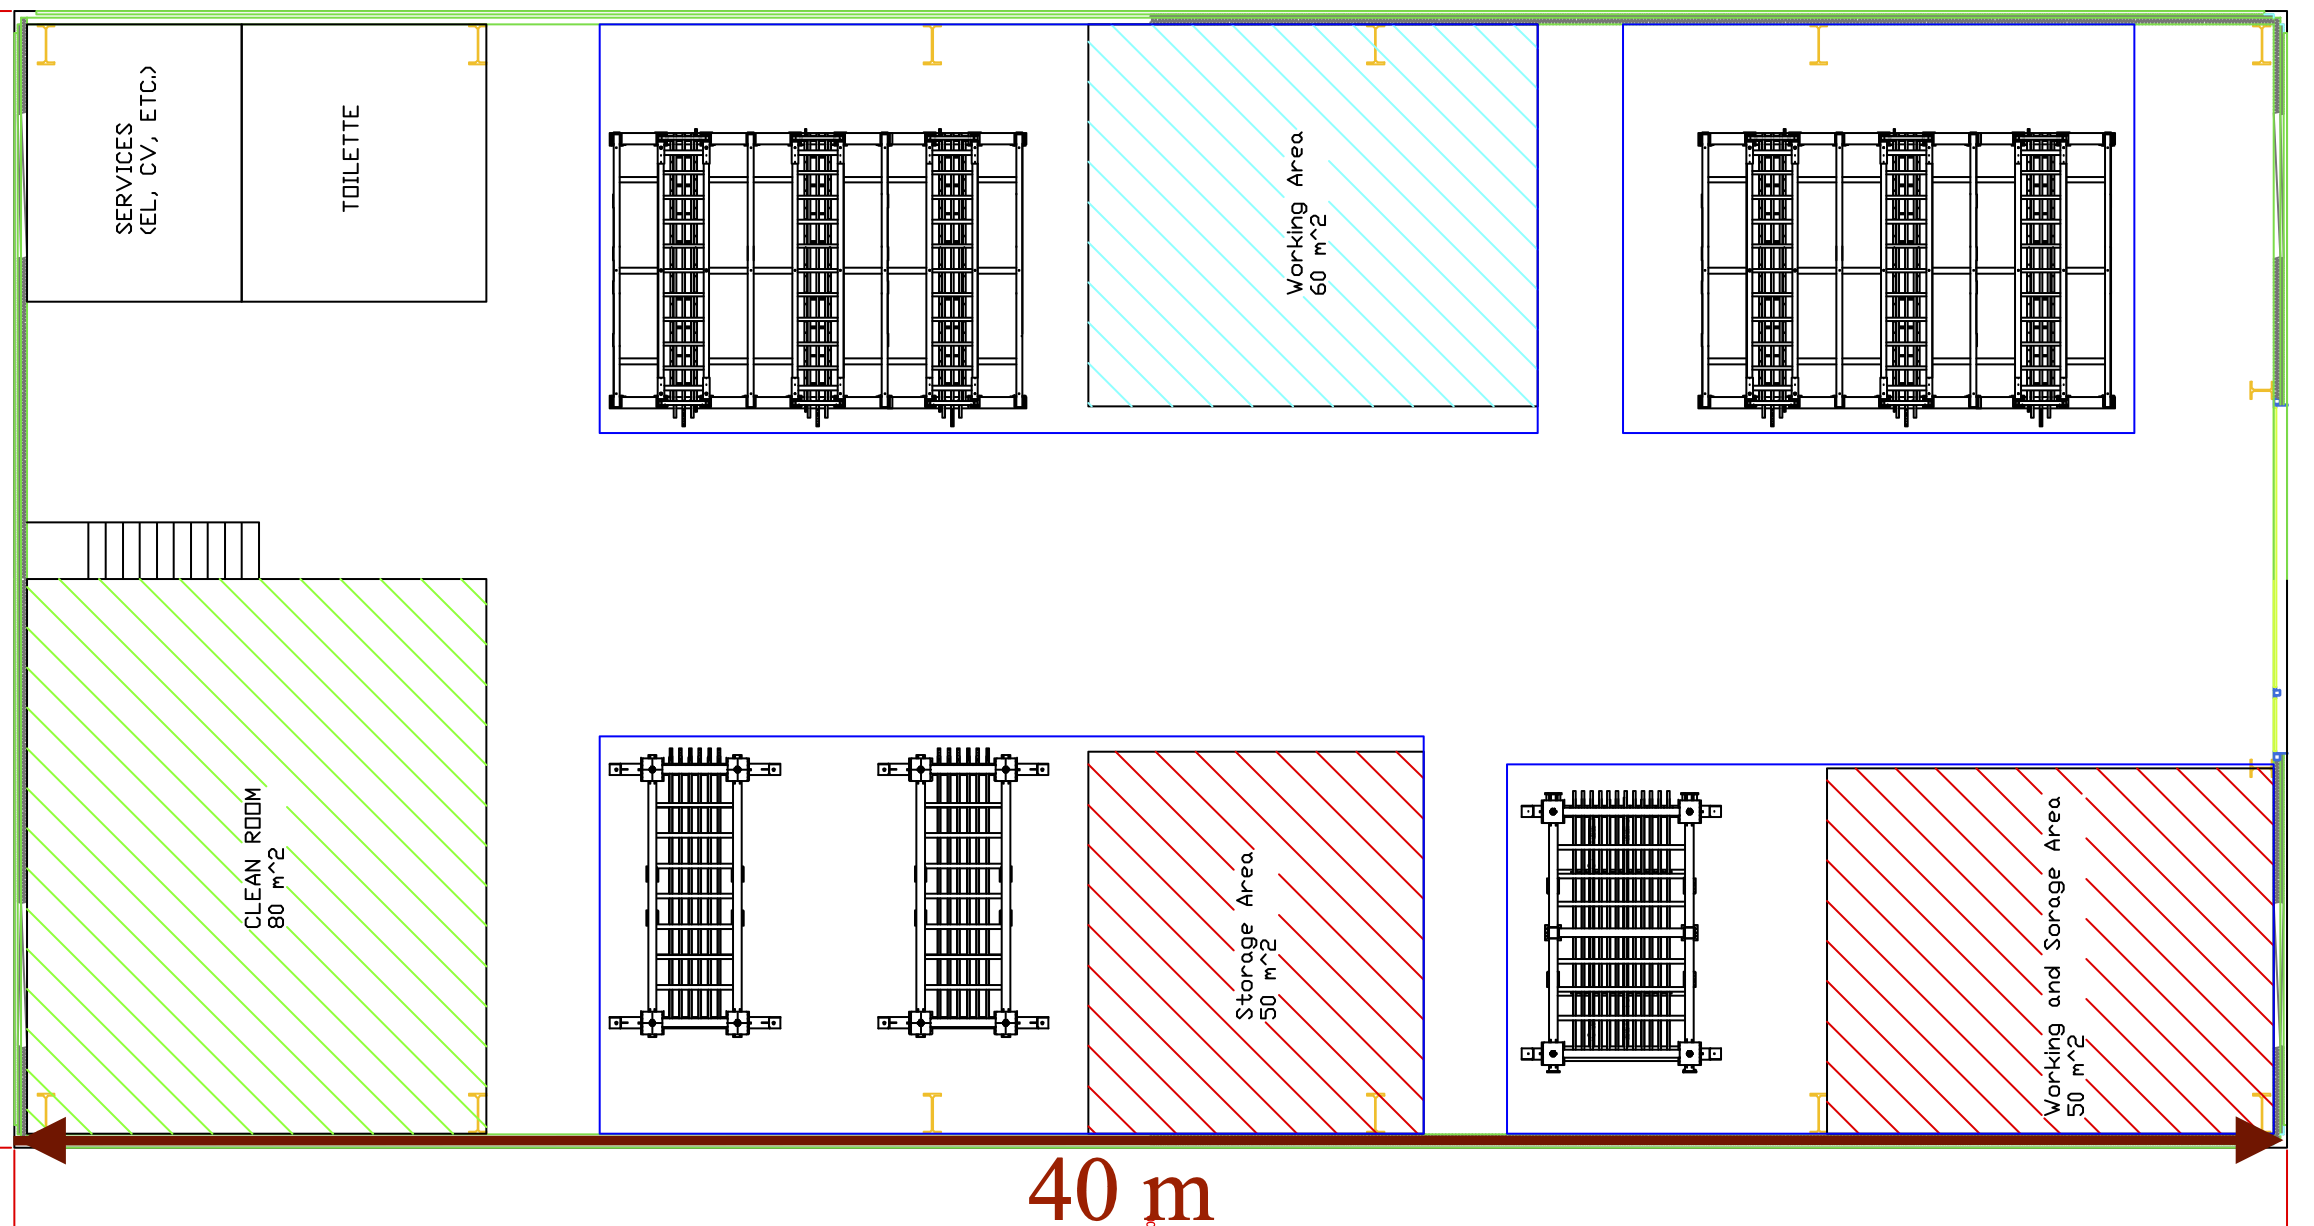 SERVICES
(EL, CV, ETC.)
TOILETTE
Working Area
60 m^2
CLEAN ROOM
80 m^2
Storage Area
50 m^2
Working and Sorage Area
50 m^2
40 m